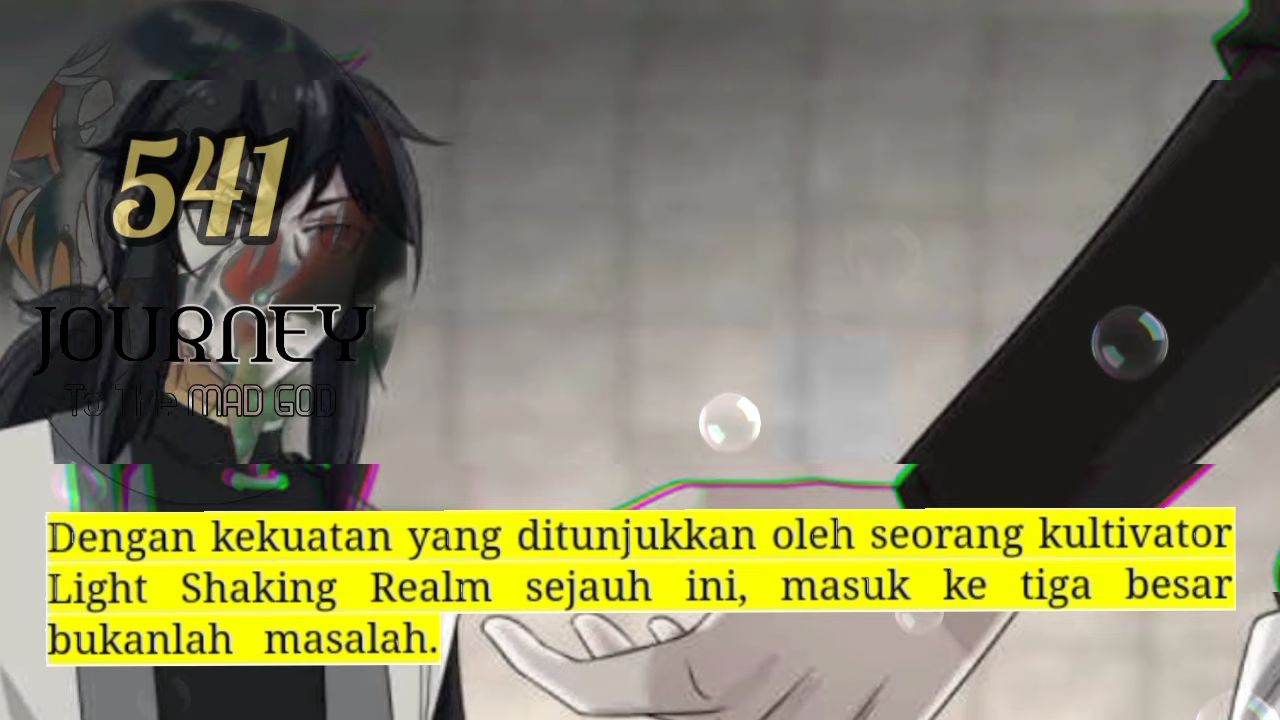 541
JOURNEY
To The MAD GOD
Dengan kekuatan yang ditunjukkan oleh seorang kultivator
Light Shaking Realm sejauh ini, masuk ke tiga besar
bukanlah masalah.